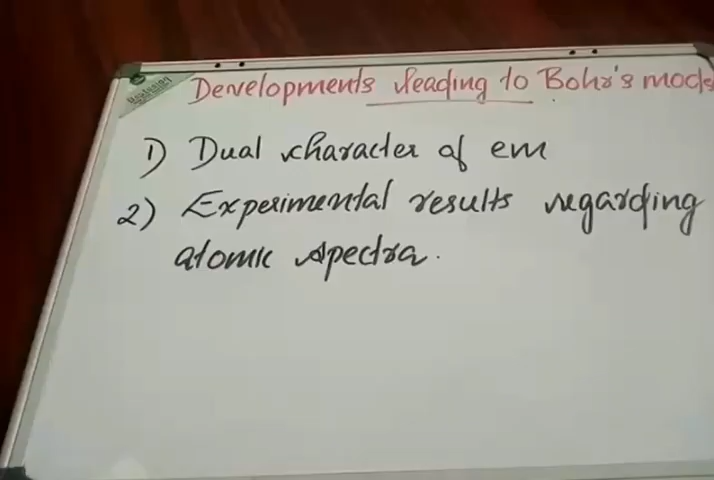 Developments leading to Bohr's mode
1) Dual character of em
2) Experimental results regarding
atomic spectra.